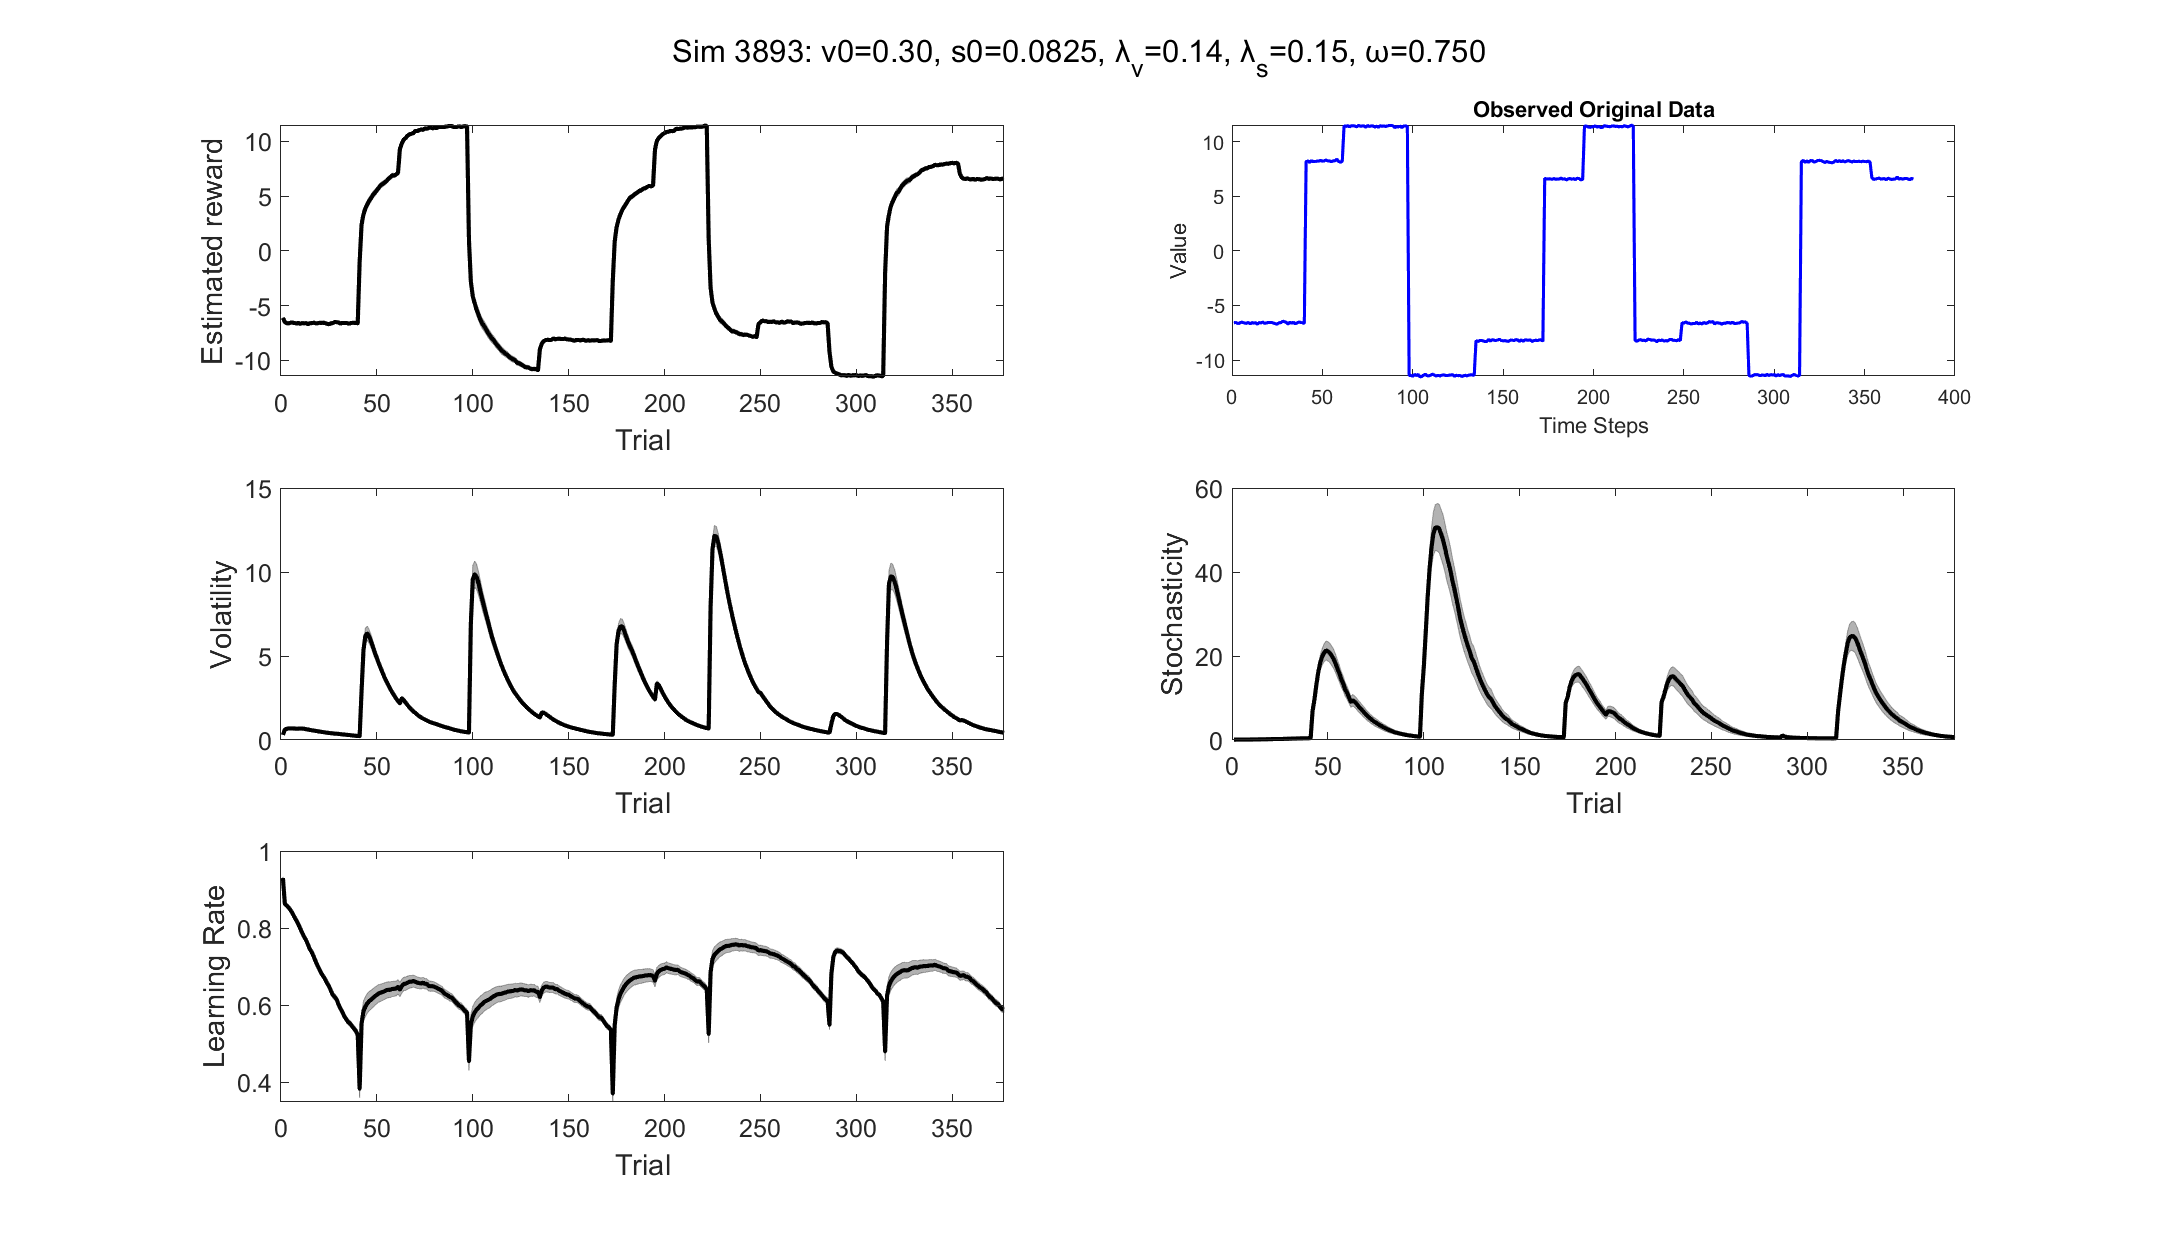 Sim 3893: v0=0.30, s0=0.0825, λ_v=0.14, λ_s=0.15, ω=0.750
Estimated reward
10
5
0
-5
-10
0 50 100 150 200 250 300 350
Trial
Observed Original Data
Value
10
5
0
-5
-10
0 50 100 150 200 250 300 350 400
Time Steps
Volatility
15
10
5
0
0 50 100 150 200 250 300 350
Trial
Stochasticity
60
40
20
0
0 50 100 150 200 250 300 350
Trial
Learning Rate
1
0.8
0.6
0.4
0 50 100 150 200 250 300 350
Trial